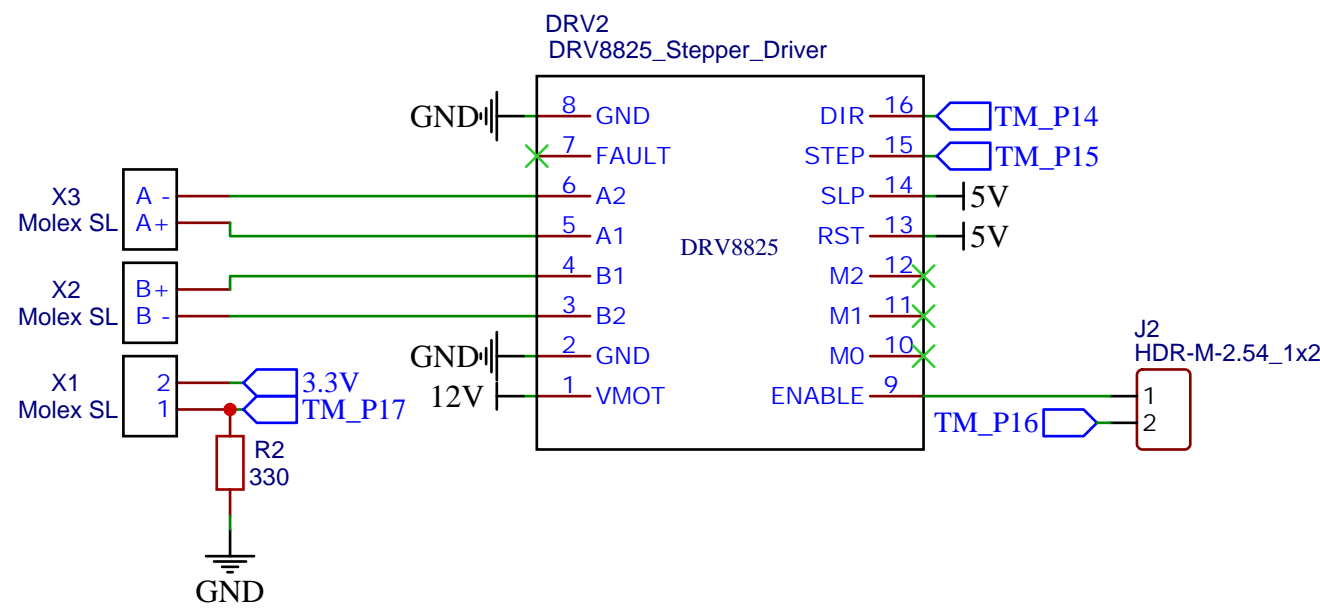 DRV2
DRV8825_Stepper_Driver
GND 8 GND DIR 16 TM_P14
7 FAULT STEP 15 TM_P15
X3 A - 6 A2 SLP 14 5V
Molex SL A+ 5 A1 DRV8825 RST 13 5V
4 B1 M2 12
X2 B+
Molex SL B - 3 B2 M1 11
GND 2 GND M0 10
J2
HDR-M-2.54_1x2
X1 2 3.3V 12V 1 VMOT ENABLE 9 1
Molex SL 1 TM_P17 TM_P16 2
R2
330
GND